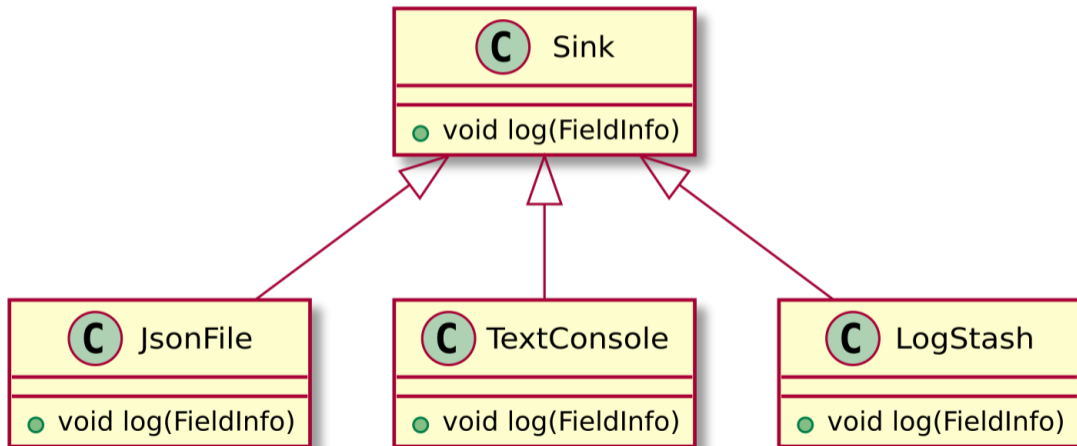 C Sink
void log(FieldInfo)
C JsonFile
void log(FieldInfo)
C TextConsole
void log(FieldInfo)
C LogStash
void log(FieldInfo)